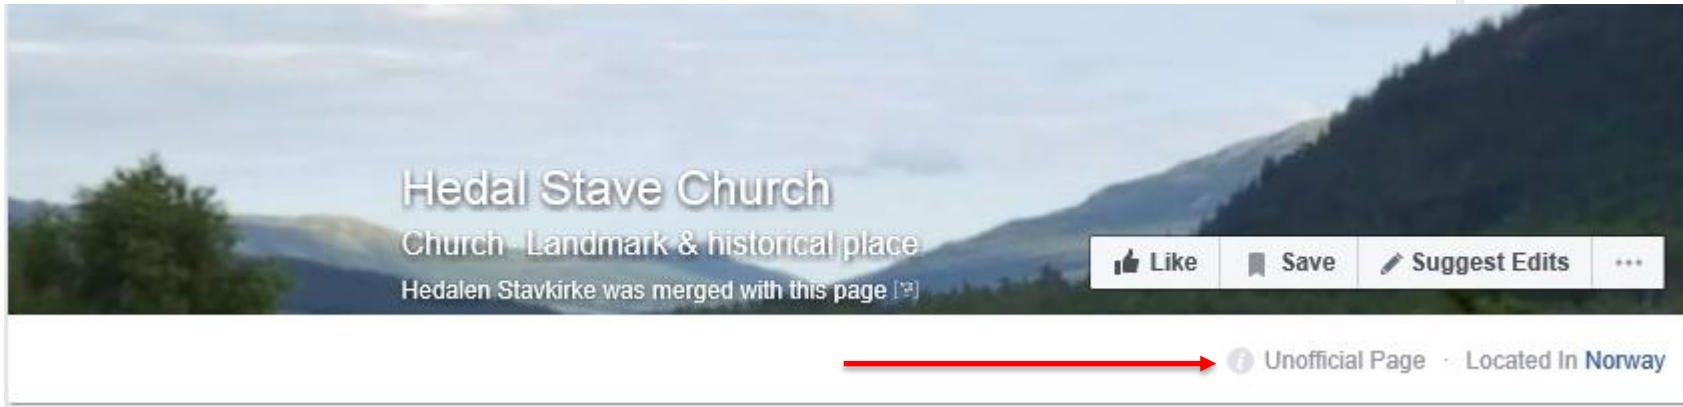 Hedal Stave Church
Church · Landmark & historical place
Hedalen Stavkirke was merged with this page [?]
Like Save Suggest Edits ...
Unofficial Page · Located In Norway